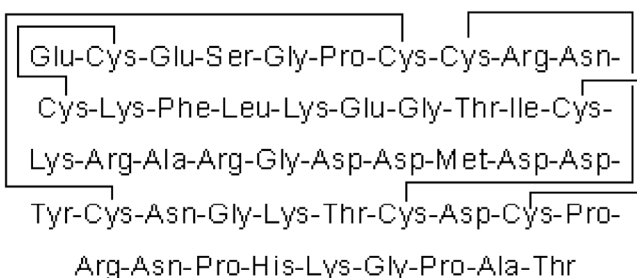 Glu-Cys-Glu-Ser-Gly-Pro-Cys-Cys-Arg-Asn-
Cys-Lys-Phe-Leu-Lys-Glu-Gly-Thr-Ile-Cys-
Lys-Arg-Ala-Arg-Gly-Asp-Asp-Met-Asp-Asp-
Tyr-Cys-Asn-Gly-Lys-Thr-Cys-Asp-Cys-Pro-
Arg-Asn-Pro-His-Lys-Gly-Pro-Ala-Thr